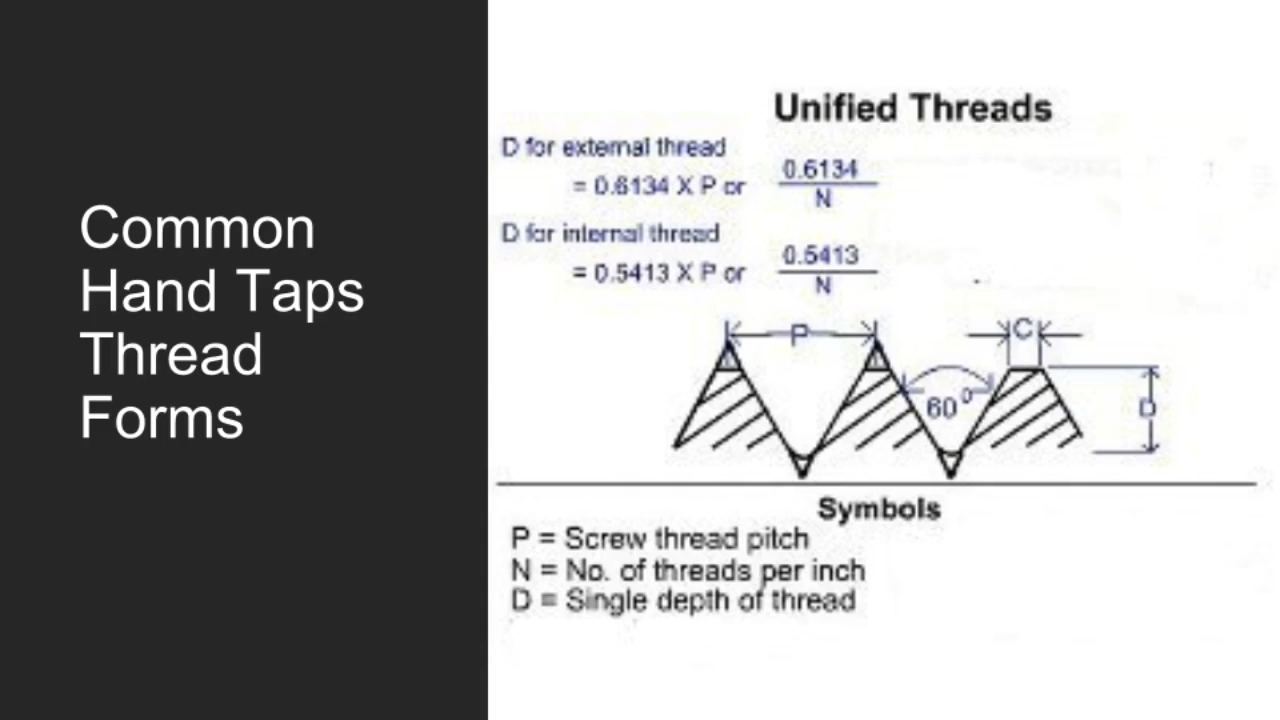 Common
Hand Taps
Thread
Forms
Unified Threads
D for external thread
= 0.6134 X P or 0.6134
N
D for internal thread
= 0.5413 X P or 0.5413
N
P
C
60⁰
D
Symbols
P = Screw thread pitch
N = No. of threads per inch
D = Single depth of thread